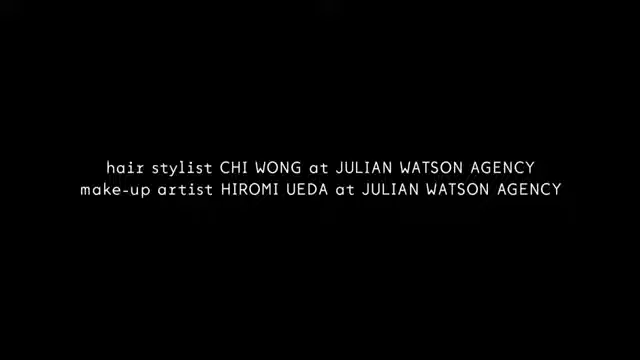 hair stylist CHI WONG at JULIAN WATSON AGENCY
make-up artist HIROMI UEDA at JULIAN WATSON AGENCY